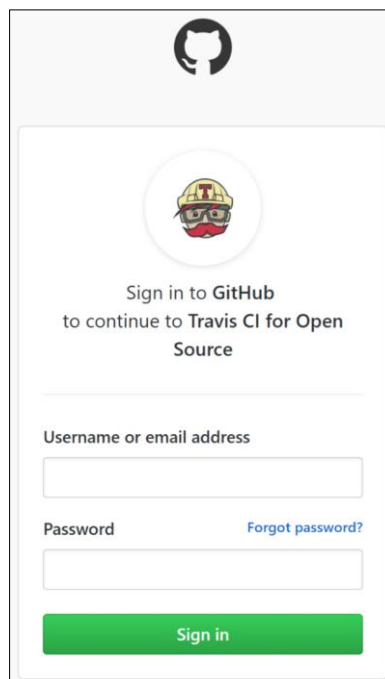 T
Sign in to GitHub
to continue to Travis CI for Open
Source
Username or email address
Password Forgot password?
Sign in